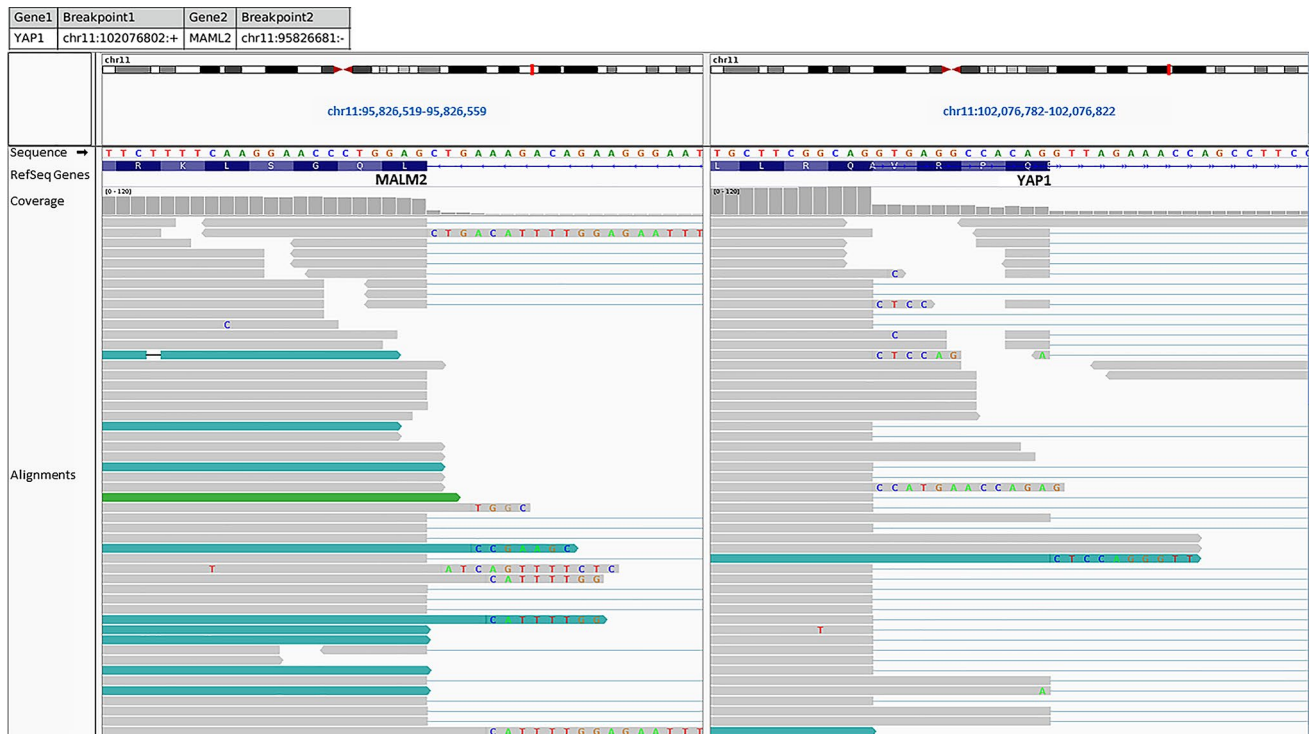 Gene1 Breakpoint1 Gene2 Breakpoint2
YAP1 chr11:102076802:+ MAML2 chr11:95826681:-
chr11 chr11
chr11:95,826,519-95,826,559 chr11:102,076,782-102,076,822
Sequence T T C T T T T C A A G G A A C C C T G G A G C T G A A A G A C A G A A G G G A A T T G C T T C G G C A G G T G A G G C C A C A G G T T A G A A A C C A G C C T T C
RefSeq Genes R K L S G Q L L L R Q A V R P Q
MALM2 YAP1
Coverage [0 - 120] [0 - 120]
C T G A C A T T T T G G A G A A T T T
C
C T C C
C
C
C T C C A G A
Alignments
C C A T G A A C C A G A G
T G G C
C C G A A G C
C T C C A G G T T
T A T C A G T T T T C T C
C A T T T T G G
C A T T T T G G
T
A
C A T T T T G G A G A A T T T